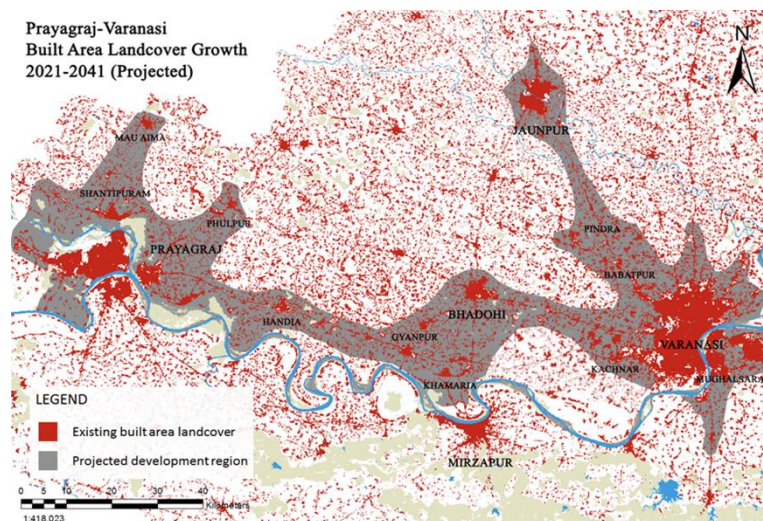 Prayagraj-Varanasi
Built Area Landcover Growth
2021-2041 (Projected)
N
MAU AIMA
JAUNPUR
SHANTIPURAM
PHULPUR
PINDRA
PRAYAGRAJ
BABATPUR
HANDIA
BHADOHI
GYANPUR
VARANASI
KACHNAR
KHAMARIA
MUGHALSARA
MIRZAPUR
LEGEND
Existing built area landcover
Projected development region
0 5 10 20 30 40
Kilometers
1:418,023